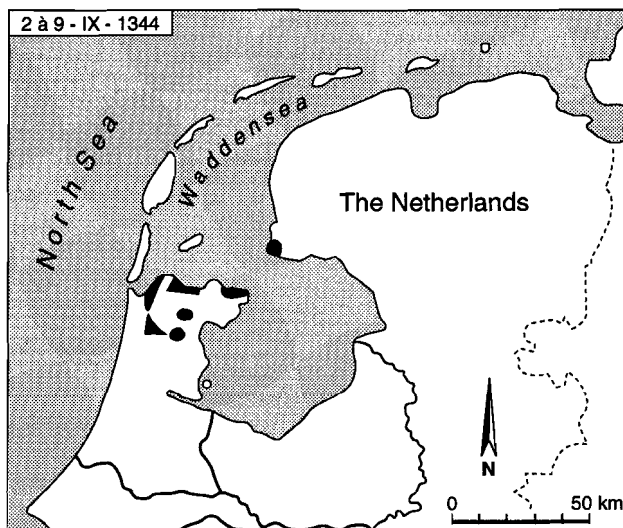 2 à 9 - IX - 1344
North Sea
Waddensea
The Netherlands
N
0 50 km